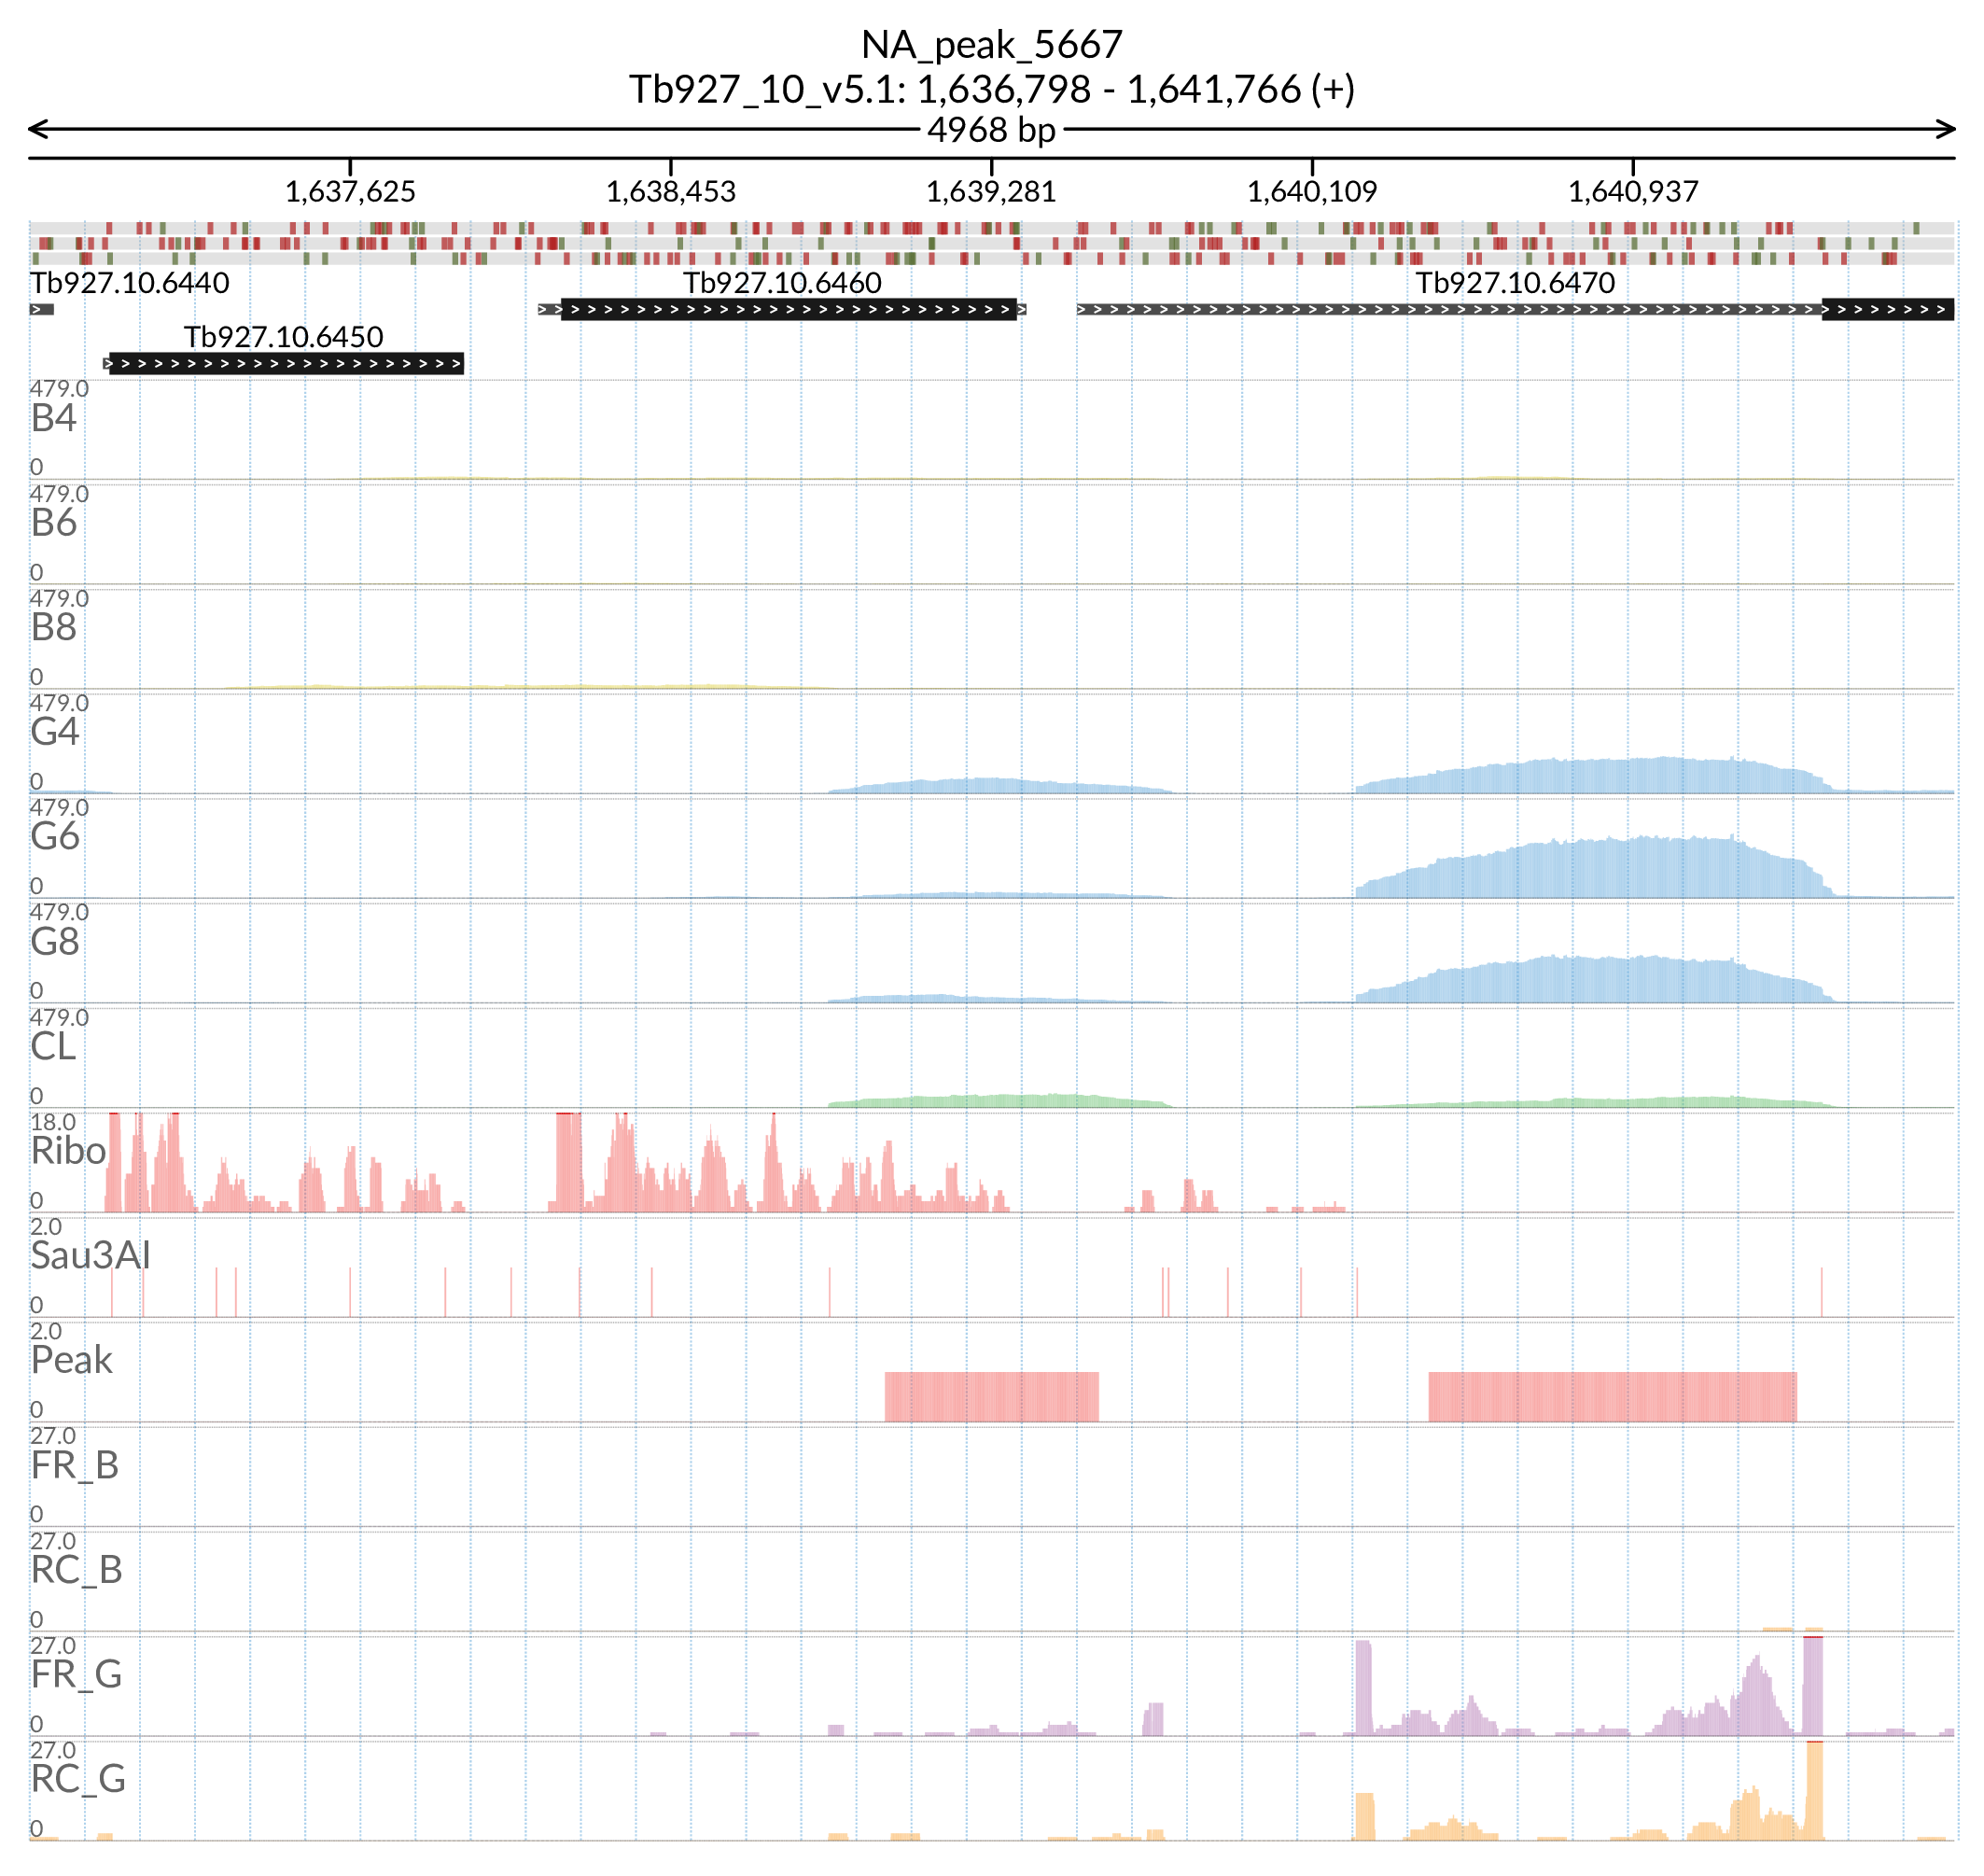 NA_peak_5667
Tb927_10_v5.1: 1,636,798 - 1,641,766 (+)
4968 bp
1,637,625 1,638,453 1,639,281 1,640,109 1,640,937
Tb927.10.6440 Tb927.10.6460 Tb927.10.6470
Tb927.10.6450
479.0
B4
0
479.0
B6
0
479.0
B8
0
479.0
G4
0
479.0
G6
0
479.0
G8
0
479.0
CL
0
18.0
Ribo
0
2.0
Sau3AI
0
2.0
Peak
0
27.0
FR_B
0
27.0
RC_B
0
27.0
FR_G
0
27.0
RC_G
0